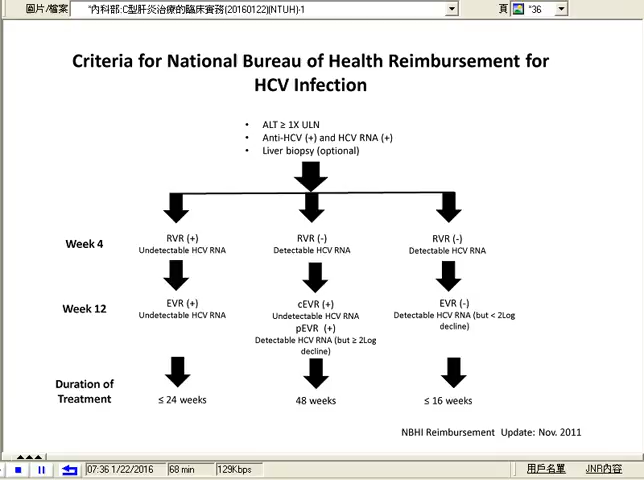 圖片/檔案 "內科部:C型肝炎治療的臨床實務(20160122)(NTUH)-1 頁 "36
Criteria for National Bureau of Health Reimbursement for
HCV Infection
• ALT ≥ 1X ULN
• Anti-HCV (+) and HCV RNA (+)
• Liver biopsy (optional)
Week 4
RVR (+)
Undetectable HCV RNA
RVR (-)
Detectable HCV RNA
RVR (-)
Detectable HCV RNA
Week 12
EVR (+)
Undetectable HCV RNA
cEVR (+)
Undetectable HCV RNA
pEVR (+)
Detectable HCV RNA (but ≥ 2Log
decline)
EVR (-)
Detectable HCV RNA (but < 2Log
decline)
Duration of
Treatment
≤ 24 weeks
48 weeks
≤ 16 weeks
NBHI Reimbursement Update: Nov. 2011
07:36 1/22/2016 68 min 129Kbps 用戶名單 JNR內容